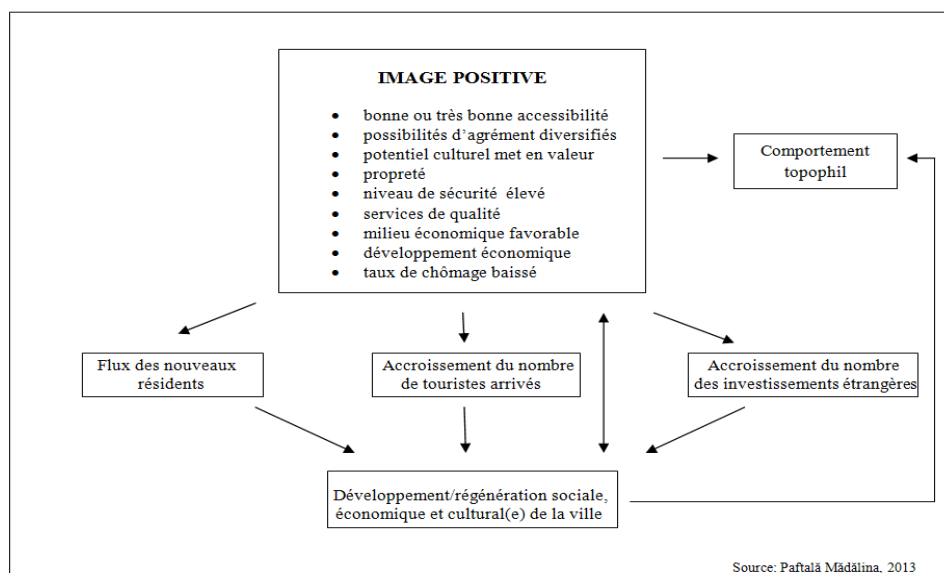 IMAGE POSITIVE
• bonne ou très bonne accessibilité
• possibilités d'agrément diversifiés
• potentiel culturel met en valeur
• propreté
• niveau de sécurité élevé
• services de qualité
• milieu économique favorable
• développement économique
• taux de chômage baissé
Comportement
topophil
Flux des nouveaux
résidents
Accroissement du nombre
de touristes arrivés
Accroissement du nombre
des investissements étrangères
Développement/régénération sociale,
économique et cultural(e) de la ville
Source: Paftală Mădălina, 2013